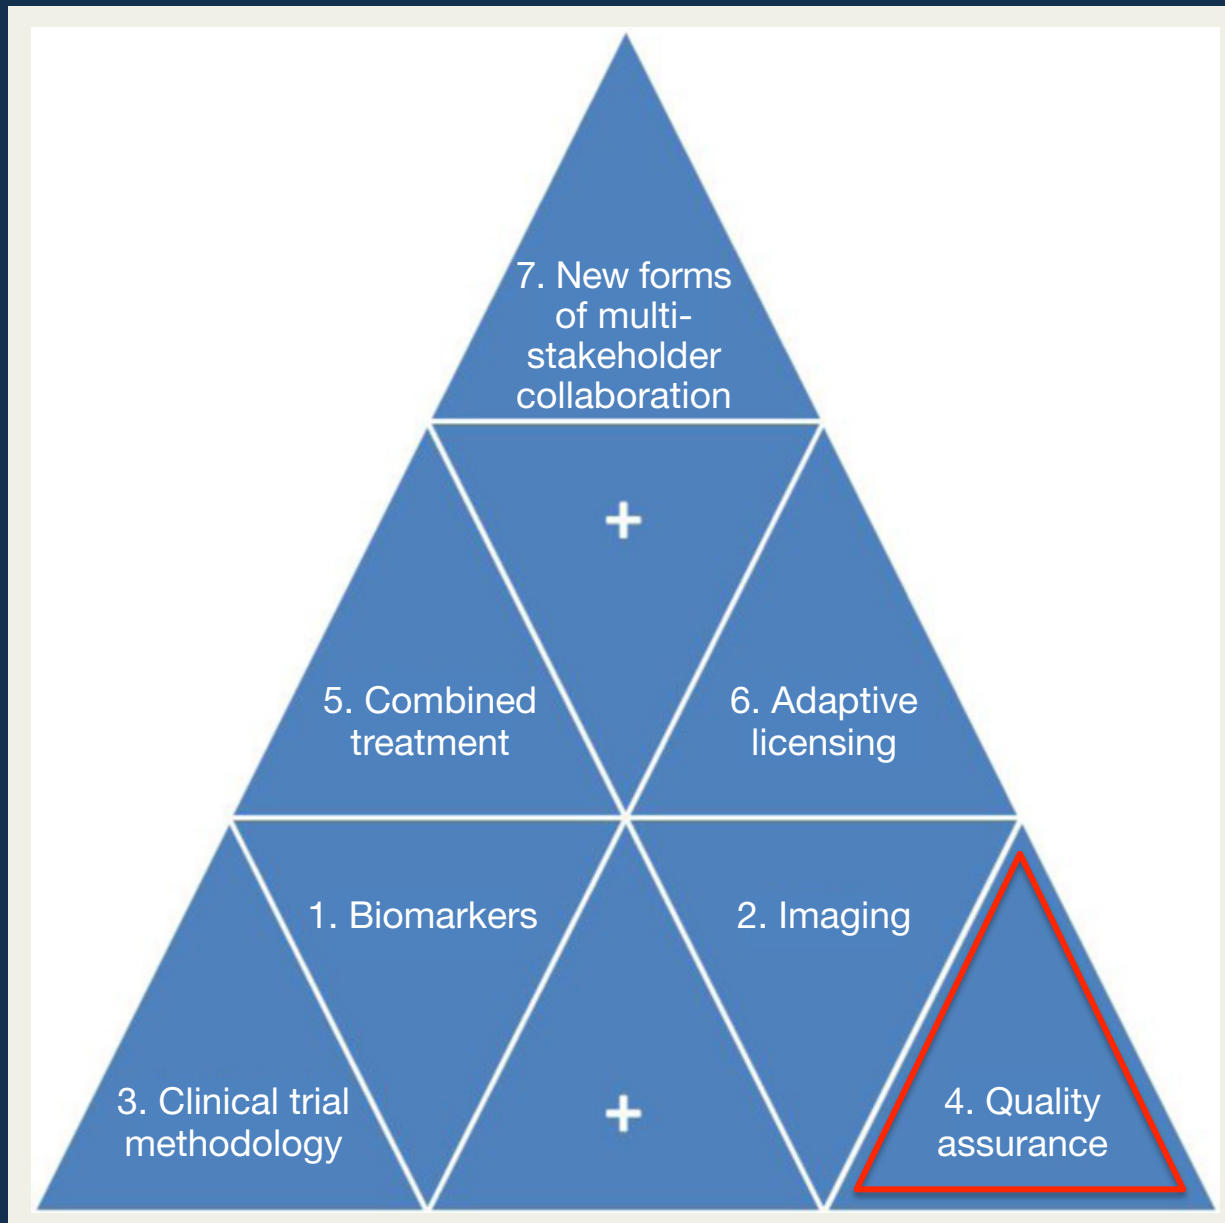 7. New forms
of multi-
stakeholder
collaboration
+
5. Combined
treatment
6. Adaptive
licensing
1. Biomarkers
2. Imaging
3. Clinical trial
methodology
+
4. Quality
assurance